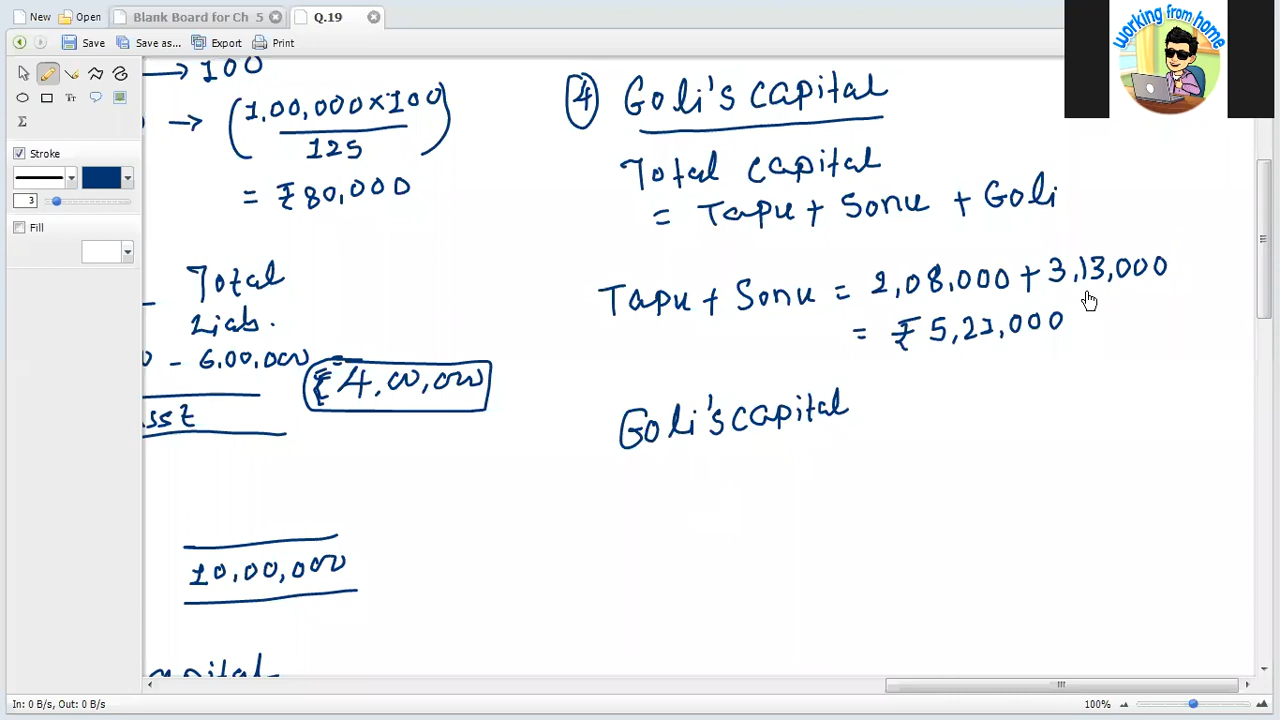 New Open Blank Board for Ch 5 Q.19
Save Save as... Export Print
Stroke
3
Fill
→ 100
→ (1,00,000×100)
125
= ₹80,000
Total
Liab.
0 - 6,00,000
₹4,00,000
10,00,000
④ Goli's capital
Total capital
= Tapu + Sonu + Goli
Tapu + Sonu = 2,08,000 + 3,13,000
= ₹5,21,000
Goli's capital
working from home
In: 0 B/s, Out: 0 B/s 100%